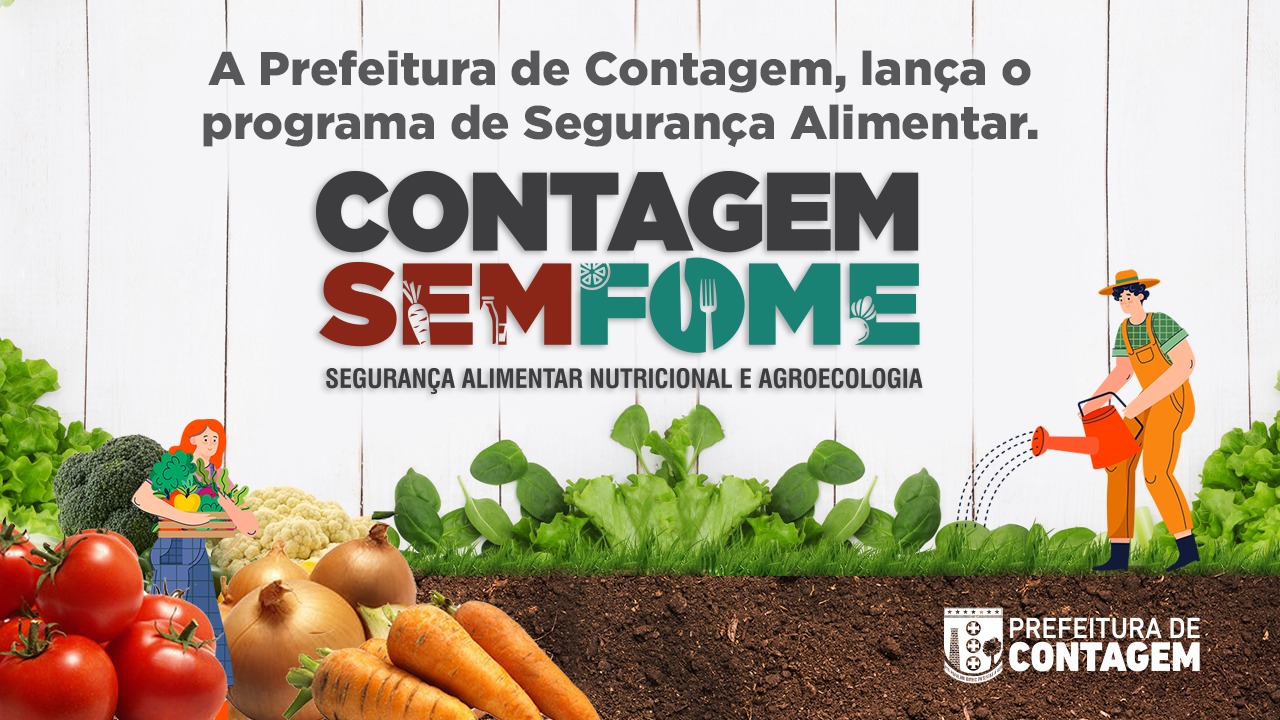 A Prefeitura de Contagem, lança o
programa de Segurança Alimentar.
CONTAGEM
SEMFOME
SEGURANÇA ALIMENTAR NUTRICIONAL E AGROECOLOGIA
PREFEITURA DE
CONTAGEM